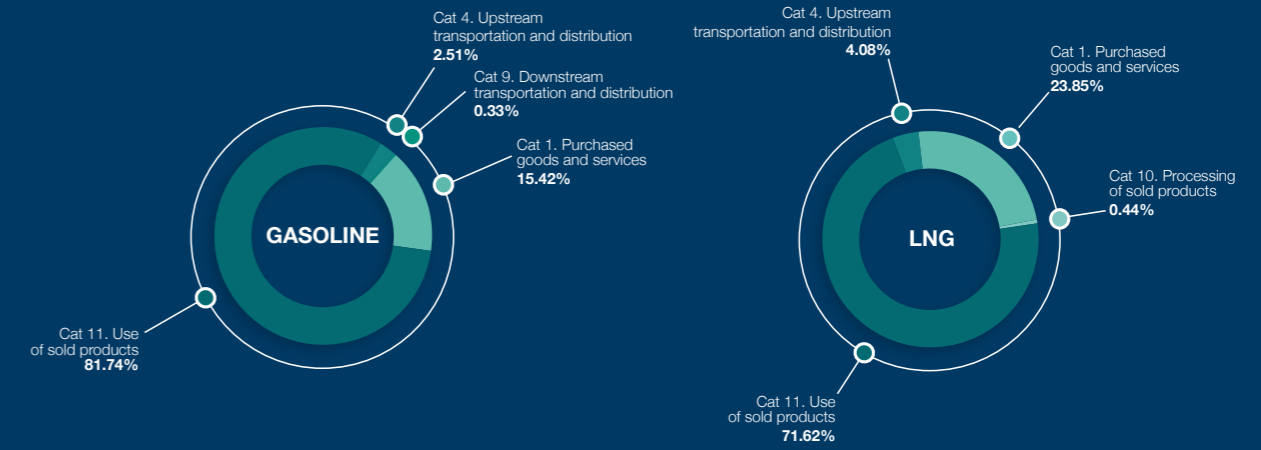 Cat 4. Upstream
transportation and distribution
2.51%
Cat 9. Downstream
transportation and distribution
0.33%
Cat 1. Purchased
goods and services
15.42%
GASOLINE
Cat 11. Use
of sold products
81.74%
Cat 4. Upstream
transportation and distribution
4.08%
Cat 1. Purchased
goods and services
23.85%
Cat 10. Processing
of sold products
0.44%
LNG
Cat 11. Use
of sold products
71.62%